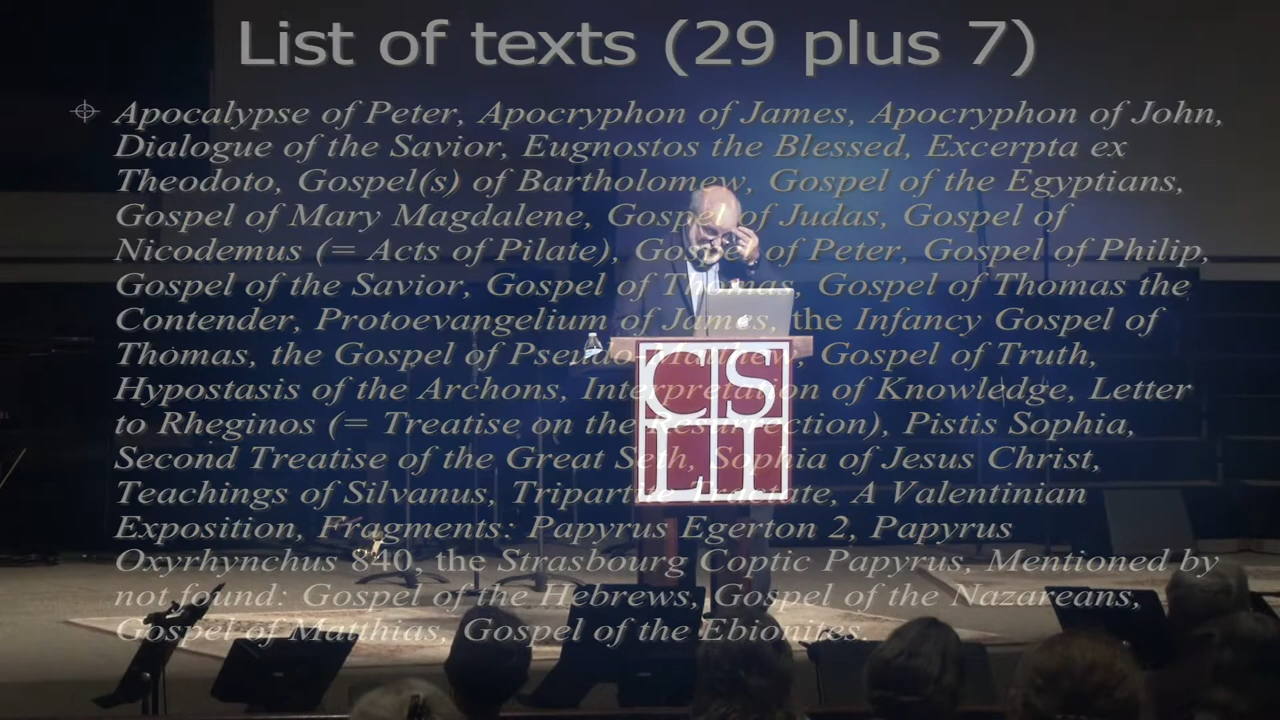 List of texts (29 plus 7)
Apocalypse of Peter, Apocryphon of James, Apocryphon of John,
Dialogue of the Savior, Eugnostos the Blessed, Excerpta ex
Theodoto, Gospel(s) of Bartholomew, Gospel of the Egyptians,
Gospel of Mary Magdalene, Gospel of Judas, Gospel of
Nicodemus (= Acts of Pilate), Gospel of Peter, Gospel of Philip,
Gospel of the Savior, Gospel of Thomas, Gospel of Thomas the
Contender, Protoevangelium of James, the Infancy Gospel of
Thomas, the Gospel of Pseudo-Matthew, Gospel of Truth,
Hypostasis of the Archons, Interpretation of Knowledge, Letter
to Rheginos (= Treatise on the Resurrection), Pistis Sophia,
Second Treatise of the Great Seth, Sophia of Jesus Christ,
Teachings of Silvanus, Tripartite Tractate, A Valentinian
Exposition, Fragments: Papyrus Egerton 2, Papyrus
Oxyrhynchus 840, the Strasbourg Coptic Papyrus, Mentioned by
not found: Gospel of the Hebrews, Gospel of the Nazareans,
Gospel of Matthias, Gospel of the Ebionites.
CS
LI